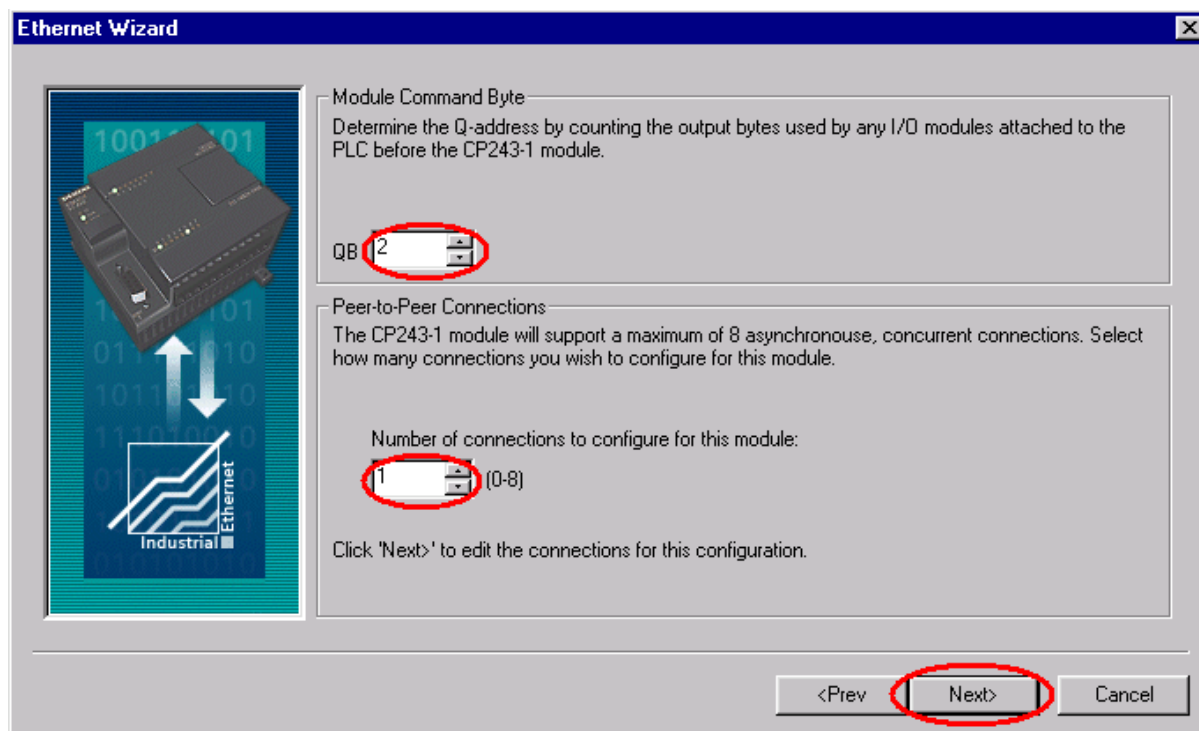 Ethernet Wizard
Module Command Byte
Determine the Q-address by counting the output bytes used by any I/O modules attached to the
PLC before the CP243-1 module.
QB 2
Peer-to-Peer Connections
The CP243-1 module will support a maximum of 8 asynchronouse, concurrent connections. Select
how many connections you wish to configure for this module.
Number of connections to configure for this module:
1 (0-8)
Click 'Next>' to edit the connections for this configuration.
Industrial
Ethernet
<Prev
Next>
Cancel